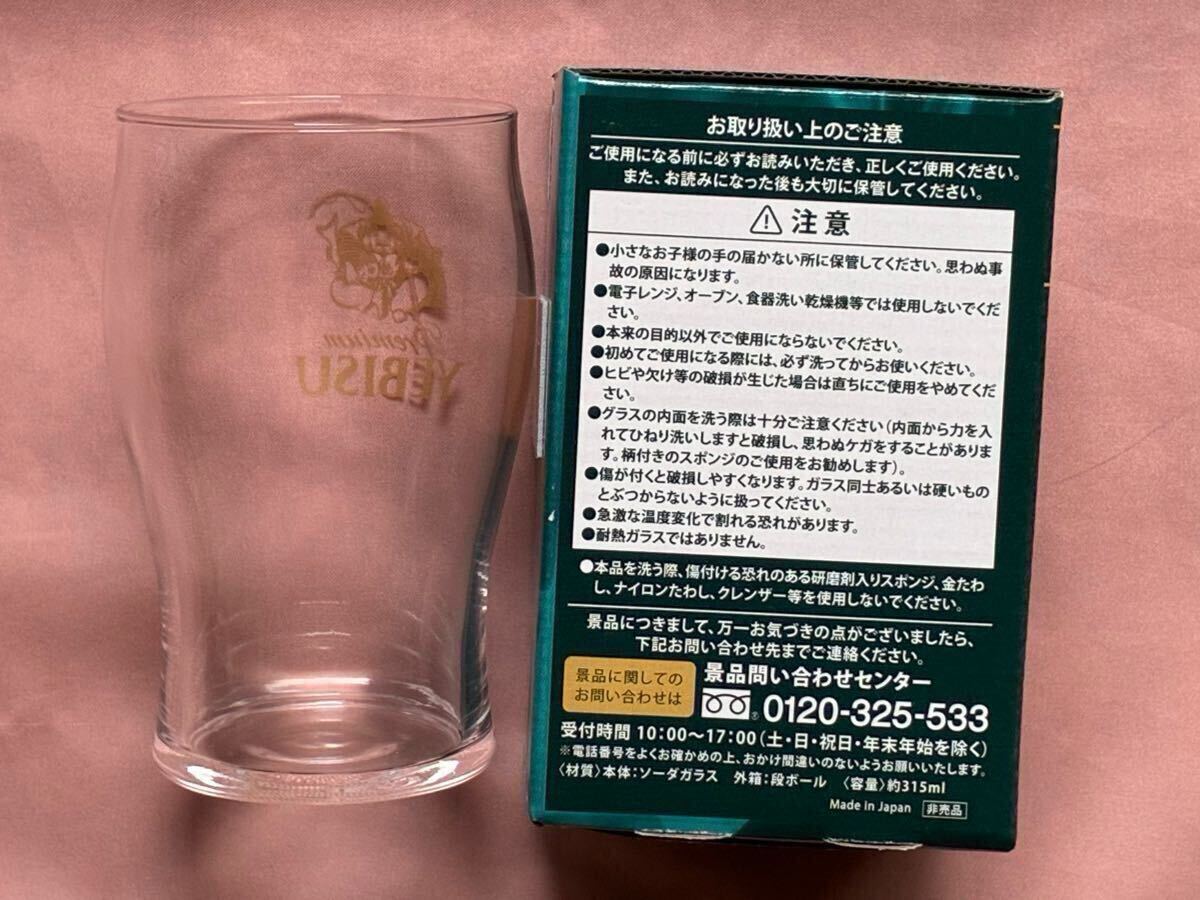 Premium
YEBISU
お取り扱い上のご注意
ご使用になる前に必ずお読みいただき、正しくご使用ください。
また、お読みになった後も大切に保管してください。
注意
●小さなお子様の手の届かない所に保管してください。思わぬ事
故の原因になります。
●電子レンジ、オーブン、食器洗い乾燥機等では使用しないでくだ
さい。
●本来の目的以外でご使用にならないでください。
●初めてご使用になる際には、必ず洗ってからお使いください。
●ヒビや欠け等の破損が生じた場合は直ちにご使用をやめてくだ
さい。
●グラスの内面を洗う際は十分ご注意ください(内面から力を入
れてひねり洗いしますと破損し、思わぬケガをすることがありま
す。柄付きのスポンジのご使用をお勧めします)。
●傷が付くと破損しやすくなります。ガラス同士あるいは硬いもの
とぶつからないように扱ってください。
●急激な温度変化で割れる恐れがあります。
●耐熱ガラスではありません。
●本品を洗う際、傷付ける恐れのある研磨剤入りスポンジ、金たわ
し、ナイロンたわし、クレンザー等を使用しないでください。
景品につきまして、万一お気づきの点がございましたら、
下記お問い合わせ先までご連絡ください。
景品に関しての
お問い合わせは
景品問い合わせセンター
® 0120-325-533
受付時間 10:00〜17:00(土・日・祝日・年末年始を除く)
※電話番号をよくお確かめの上、おかけ間違いのないようお願いいたします。
〈材質〉本体:ソーダガラス 外箱:段ボール 〈容量〉約315ml
Made in Japan 非売品